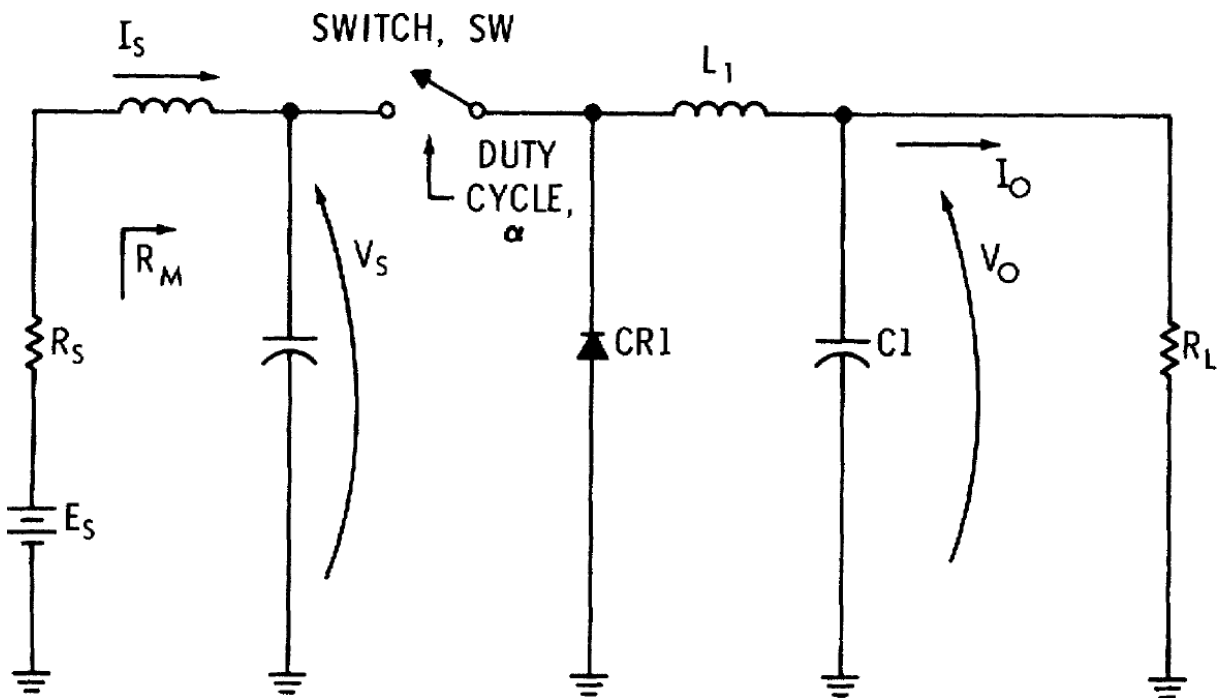 SWITCH, SW
I_S
L_1
DUTY
CYCLE,
α
I_O
R_M
V_S
V_O
R_S
CR1
C1
R_L
E_S